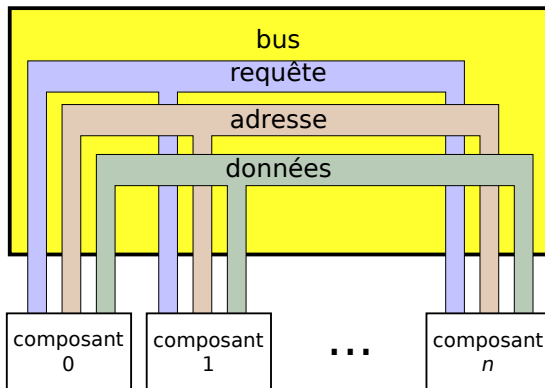 bus
requête
adresse
données
composant
0
composant
1
...
composant
n